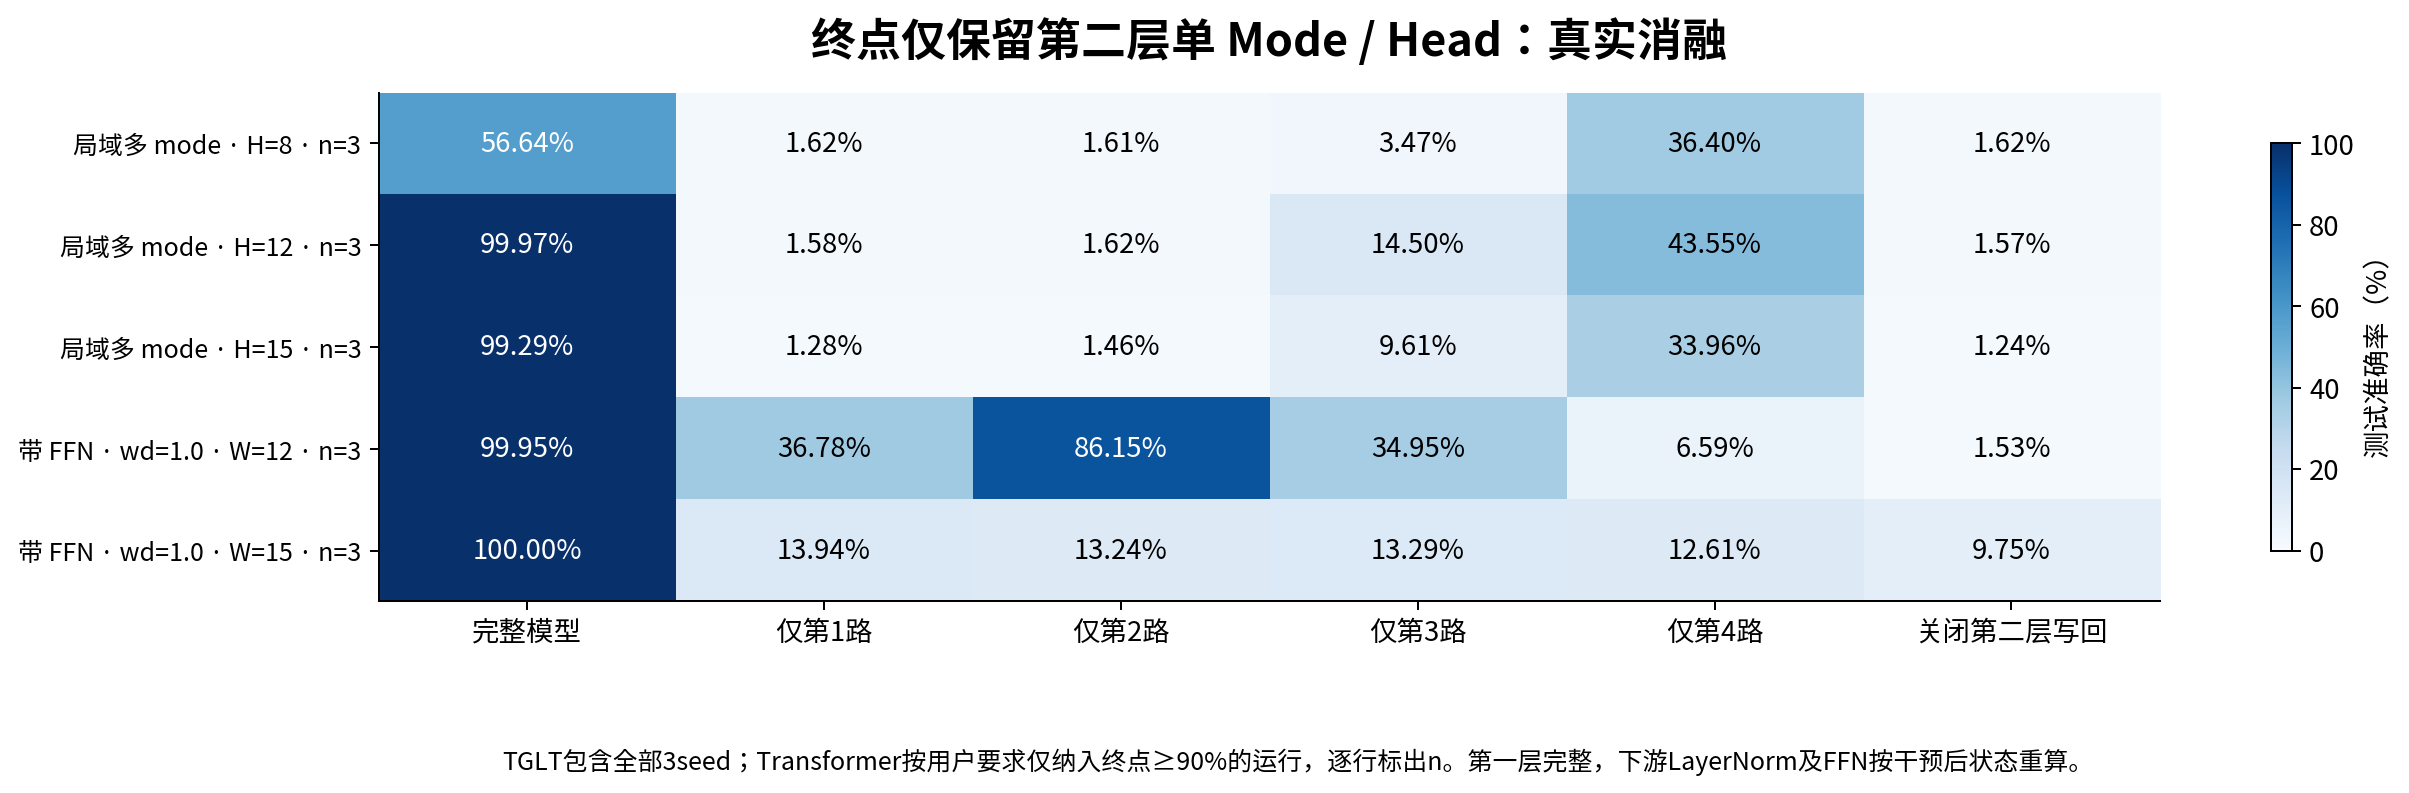 终点仅保留第二层单 Mode / Head：真实消融
局域多 mode · H=8 · n=3 56.64% 1.62% 1.61% 3.47% 36.40% 1.62%
局域多 mode · H=12 · n=3 99.97% 1.58% 1.62% 14.50% 43.55% 1.57%
局域多 mode · H=15 · n=3 99.29% 1.28% 1.46% 9.61% 33.96% 1.24%
带 FFN · wd=1.0 · W=12 · n=3 99.95% 36.78% 86.15% 34.95% 6.59% 1.53%
带 FFN · wd=1.0 · W=15 · n=3 100.00% 13.94% 13.24% 13.29% 12.61% 9.75%
完整模型 仅第1路 仅第2路 仅第3路 仅第4路 关闭第二层写回
100
80
60
40
20
0
测试准确率（%）
TGLT包含全部3seed；Transformer按用户要求仅纳入终点≥90%的运行，逐行标出n。第一层完整，下游LayerNorm及FFN按干预后状态重算。